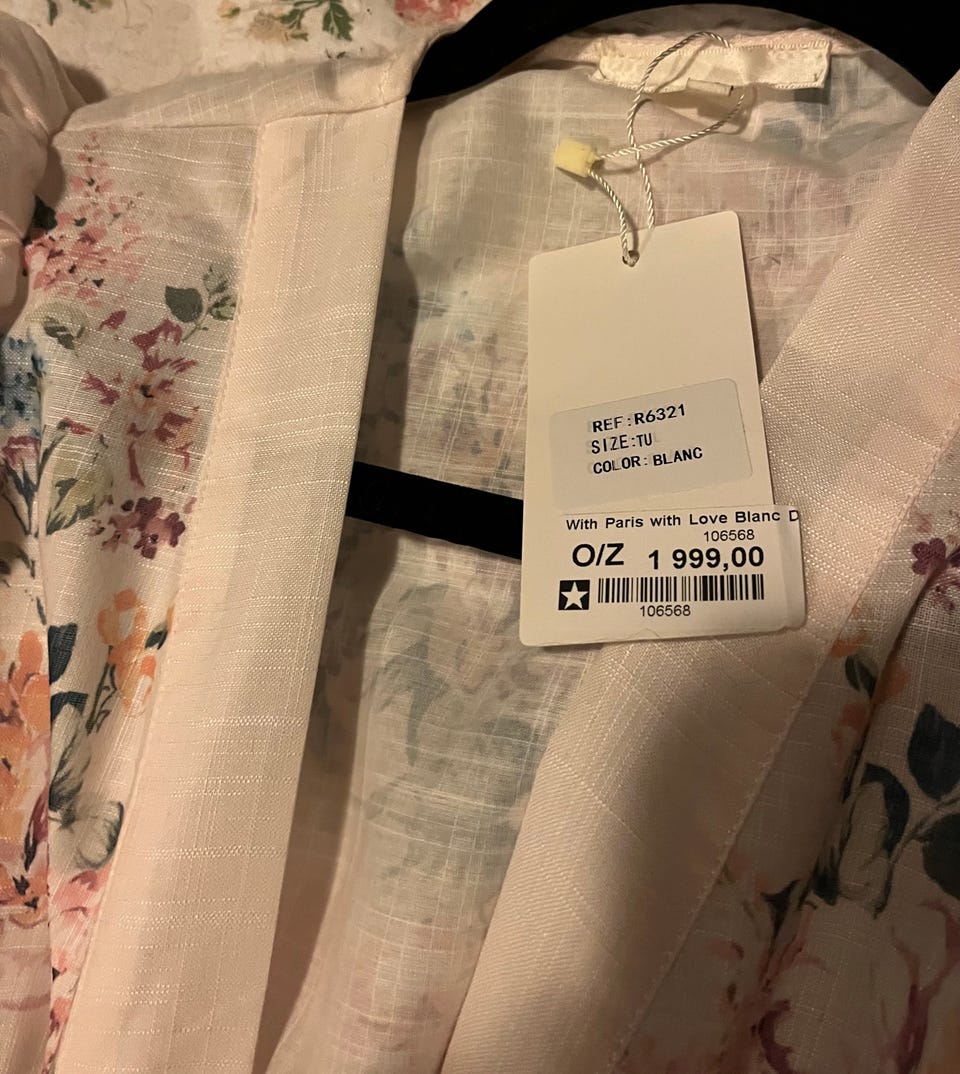 REF:R6321
SIZE:TU
COLOR:BLANC
With Paris with Love Blanc D
106568
O/Z 1 999,00
106568